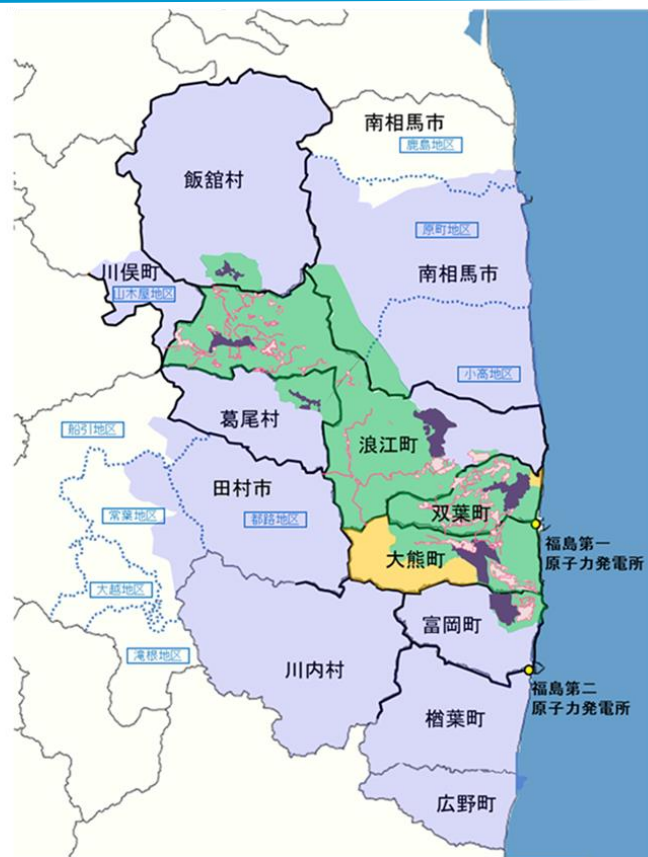 南相馬市
鹿島地区
飯舘村
原町地区
南相馬市
川俣町
山木屋地区
小高地区
葛尾村
浪江町
船引地区
田村市
都路地区
常葉地区
双葉町
福島第一
原子力発電所
大熊町
大越地区
富岡町
滝根地区
川内村
福島第二
原子力発電所
楢葉町
広野町